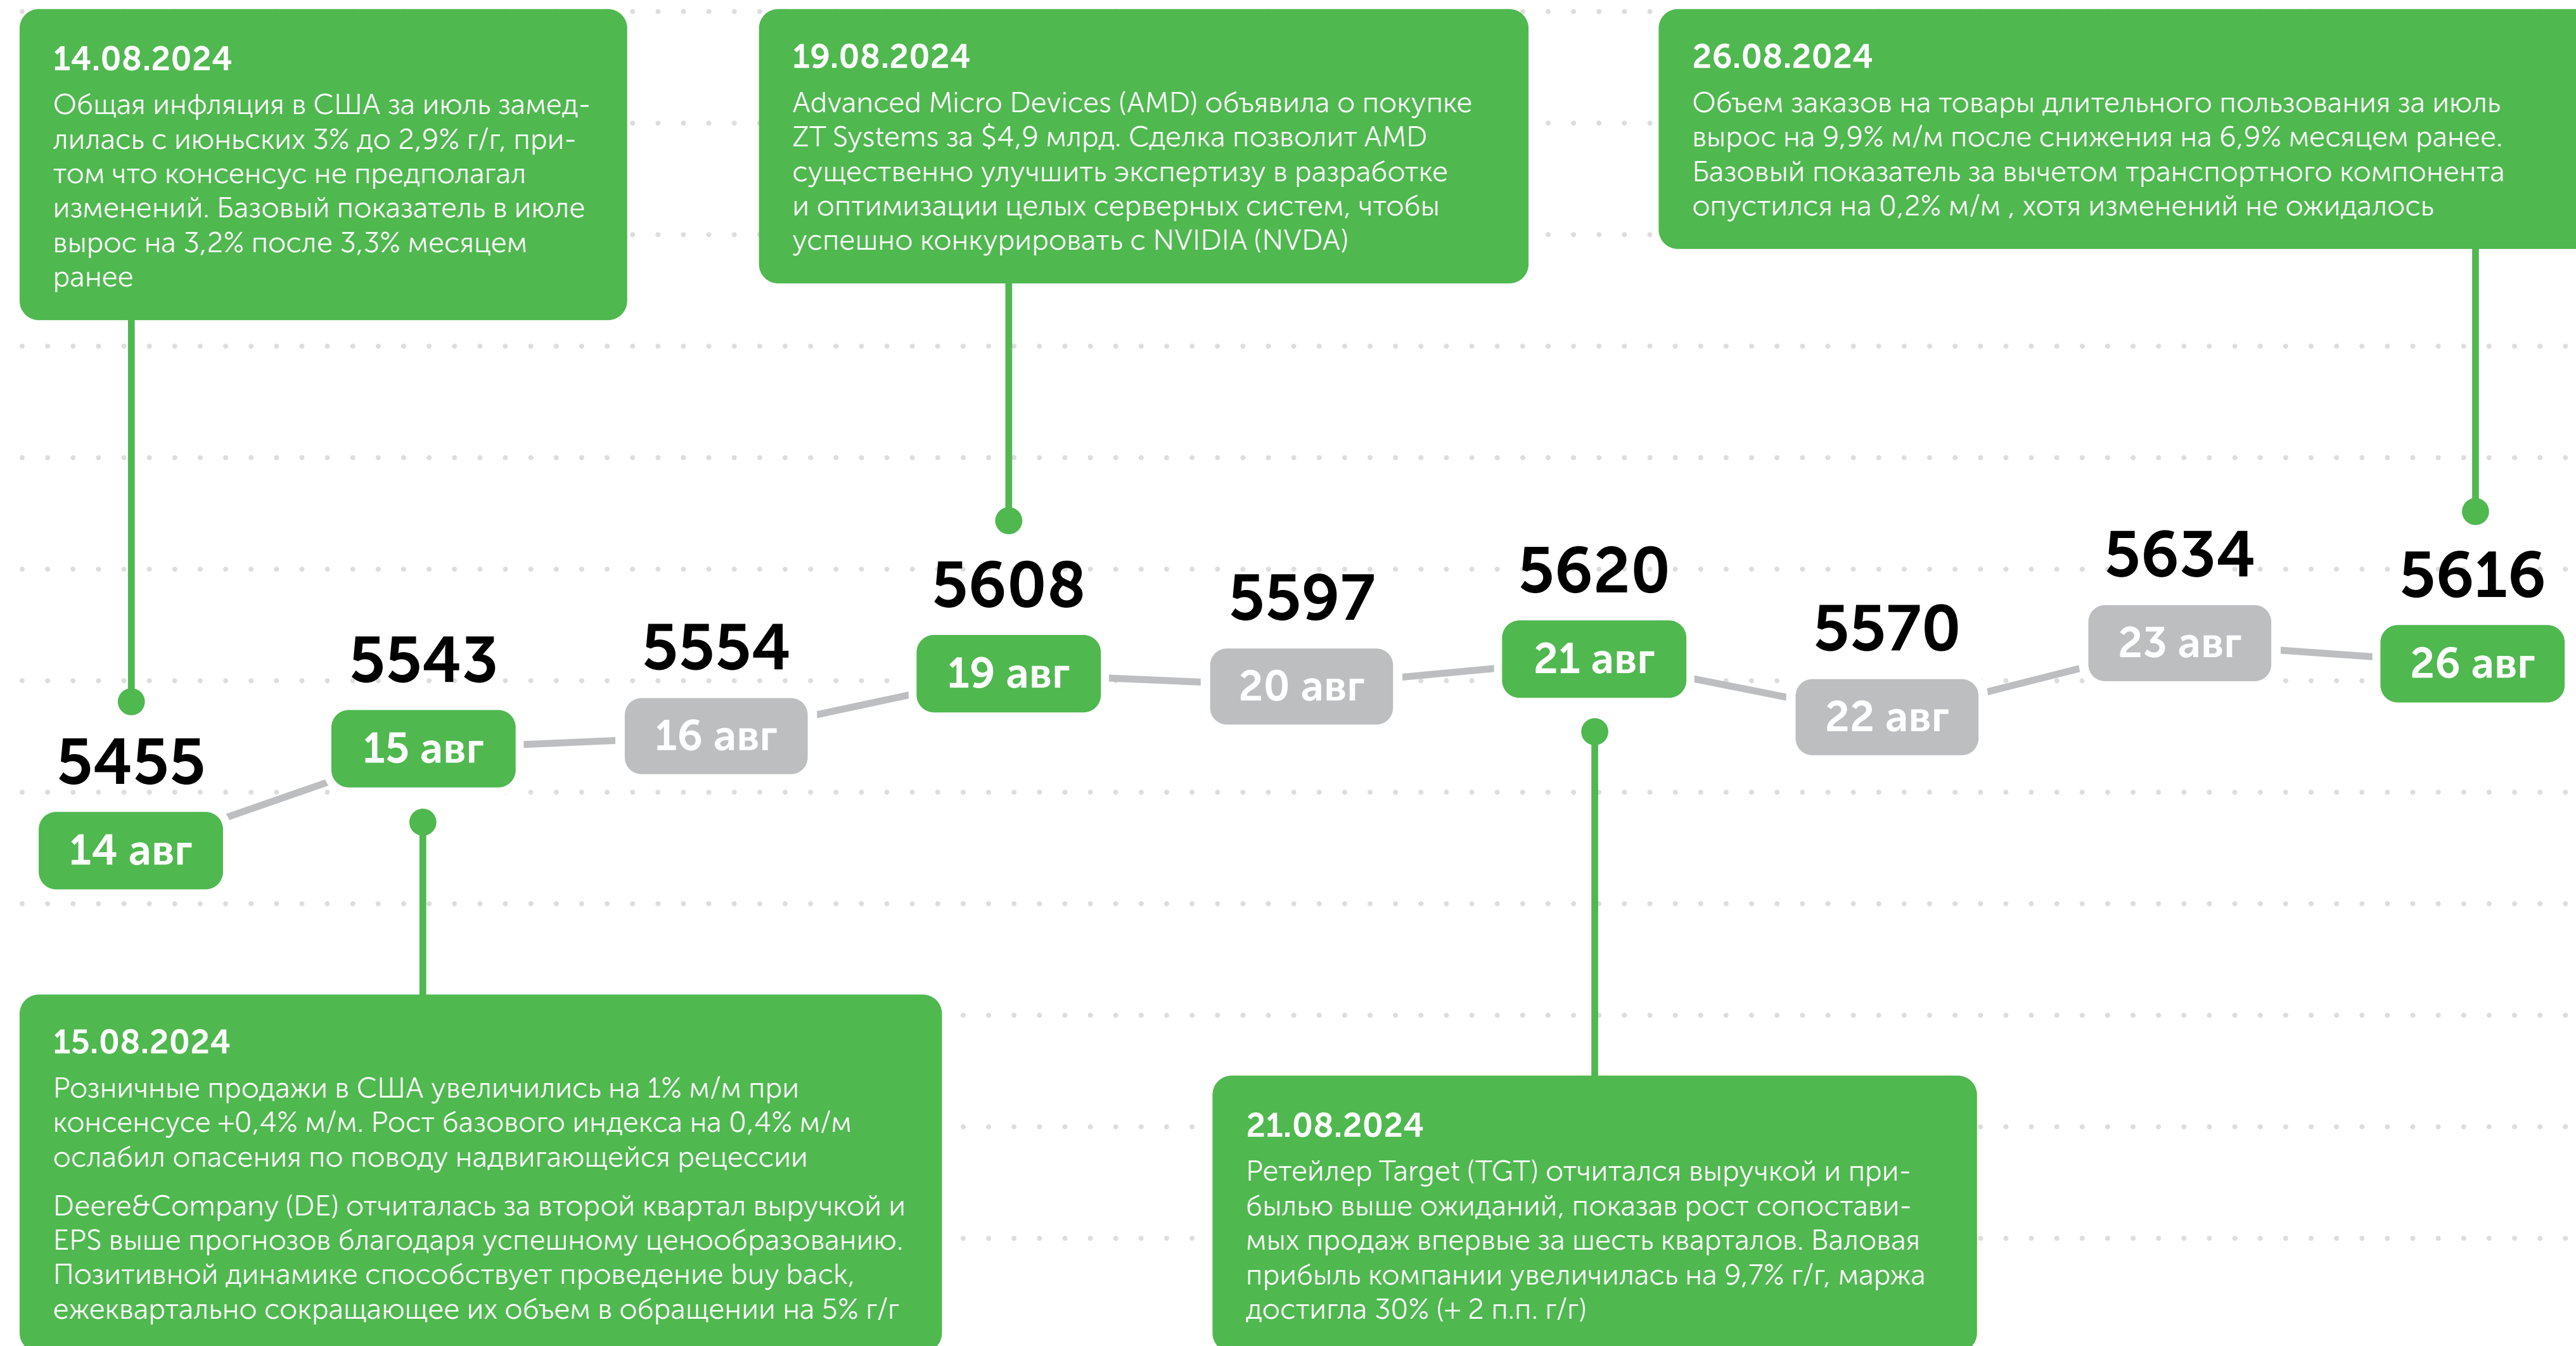 14.08.2024
Общая инфляция в США за июль замед-
лилась с июньских 3% до 2,9% г/г, при-
том что консенсус не предполагал
изменений. Базовый показатель в июле
вырос на 3,2% после 3,3% месяцем
ранее
19.08.2024
Advanced Micro Devices (AMD) объявила о покупке
ZT Systems за $4,9 млрд. Сделка позволит AMD
существенно улучшить экспертизу в разработке
и оптимизации целых серверных систем, чтобы
успешно конкурировать с NVIDIA (NVDA)
26.08.2024
Объем заказов на товары длительного пользования за июль
вырос на 9,9% м/м после снижения на 6,9% месяцем ранее.
Базовый показатель за вычетом транспортного компонента
опустился на 0,2% м/м , хотя изменений не ожидалось
5455
14 авг
5543
15 авг
5554
16 авг
5608
19 авг
5597
20 авг
5620
21 авг
5570
22 авг
5634
23 авг
5616
26 авг
15.08.2024
Розничные продажи в США увеличились на 1% м/м при
консенсусе +0,4% м/м. Рост базового индекса на 0,4% м/м
ослабил опасения по поводу надвигающейся рецессии
Deere&Company (DE) отчиталась за второй квартал выручкой и
EPS выше прогнозов благодаря успешному ценообразованию.
Позитивной динамике способствует проведение buy back,
ежеквартально сокращающее их объем в обращении на 5% г/г
21.08.2024
Ретейлер Target (TGT) отчитался выручкой и при-
былью выше ожиданий, показав рост сопостави-
мых продаж впервые за шесть кварталов. Валовая
прибыль компании увеличилась на 9,7% г/г, маржа
достигла 30% (+ 2 п.п. г/г)